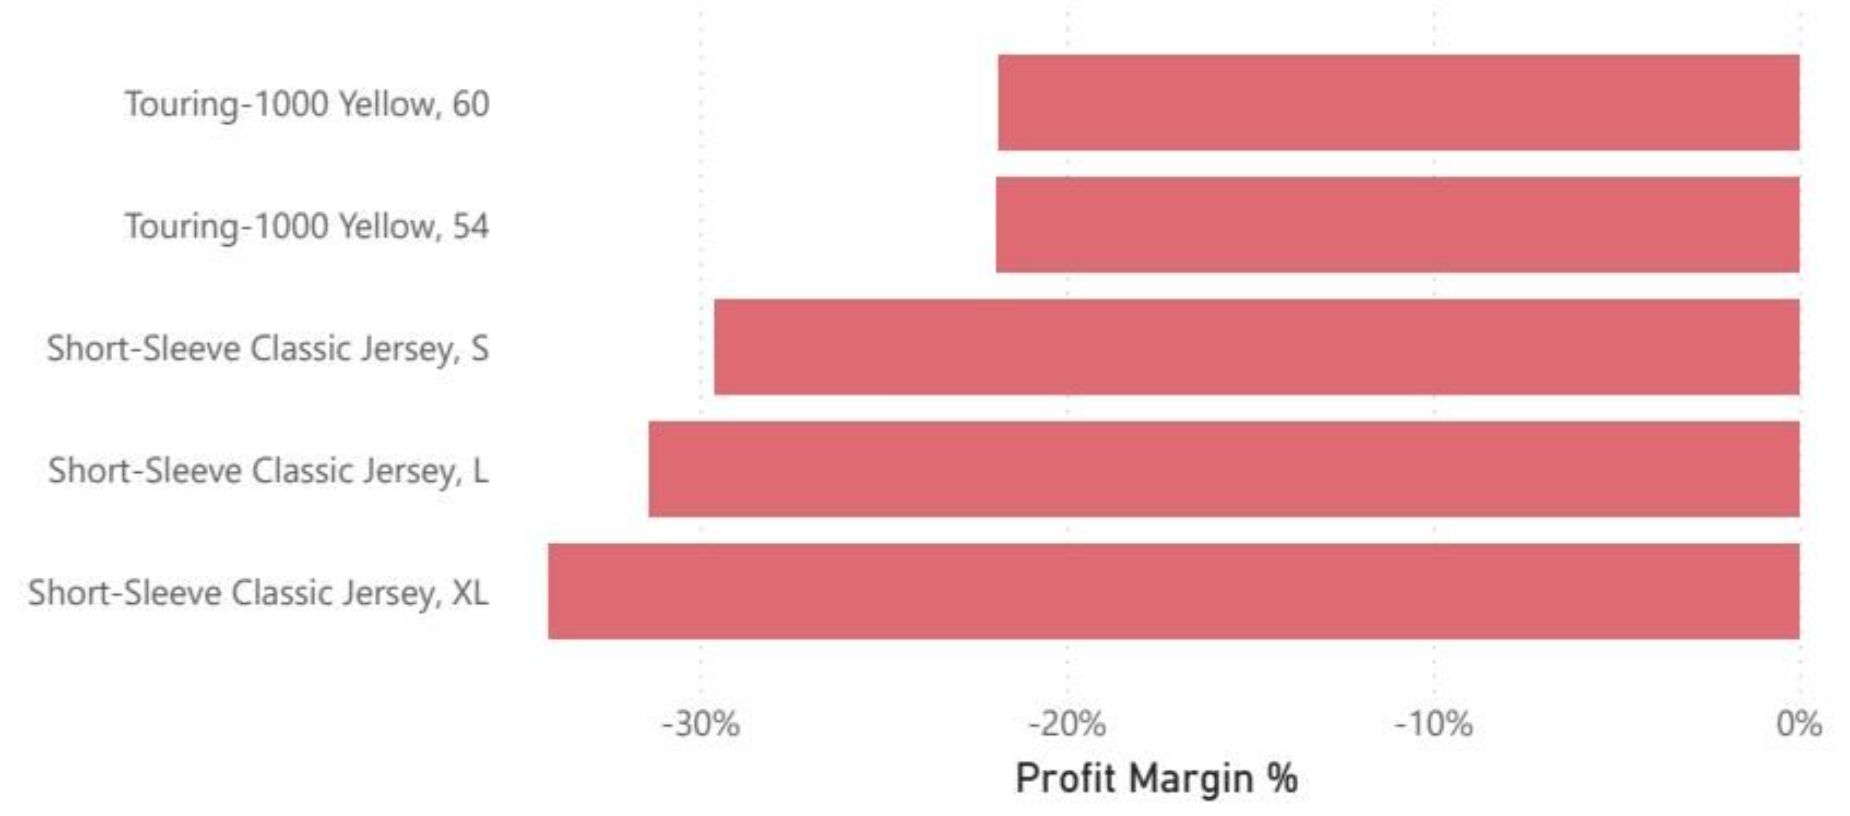 Touring-1000 Yellow, 60
Touring-1000 Yellow, 54
Short-Sleeve Classic Jersey, S
Short-Sleeve Classic Jersey, L
Short-Sleeve Classic Jersey, XL
-30% -20% -10% 0%
Profit Margin %